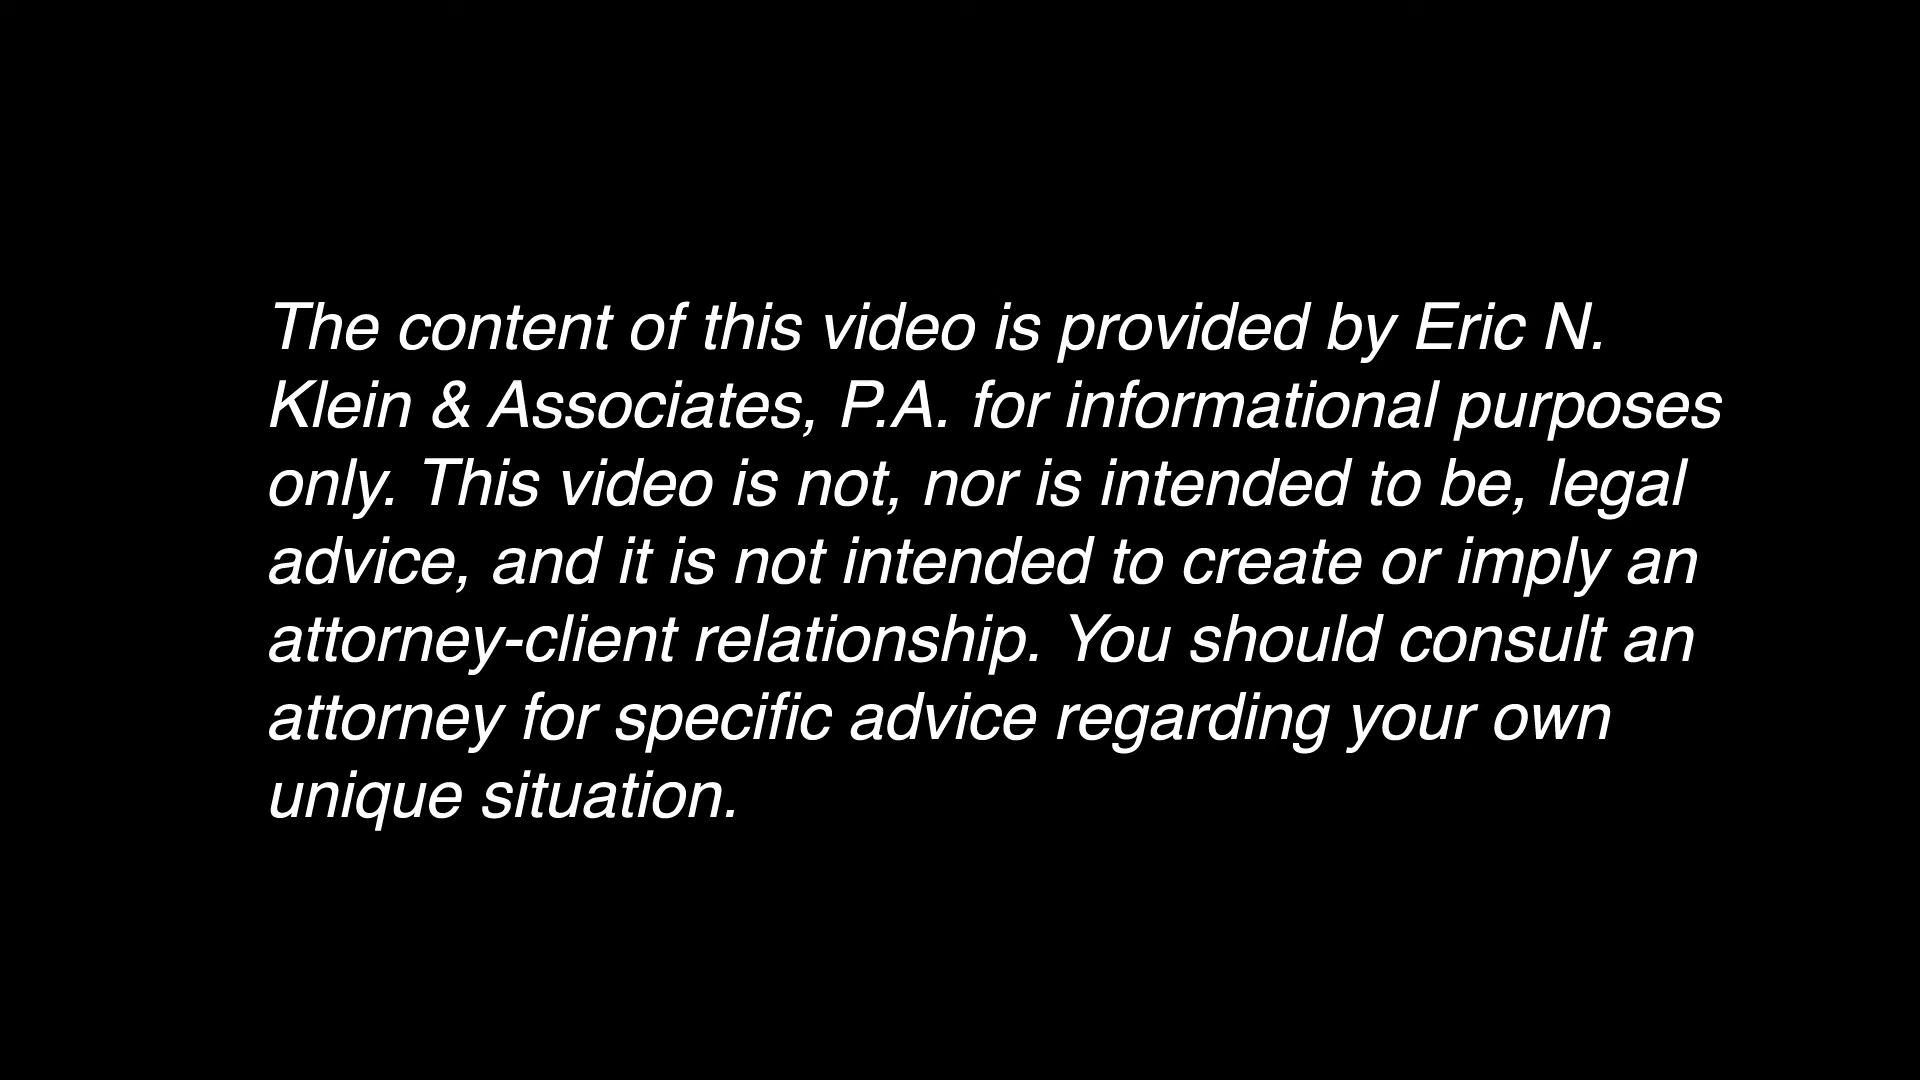 The content of this video is provided by Eric N.
Klein & Associates, P.A. for informational purposes
only. This video is not, nor is intended to be, legal
advice, and it is not intended to create or imply an
attorney-client relationship. You should consult an
attorney for specific advice regarding your own
unique situation.